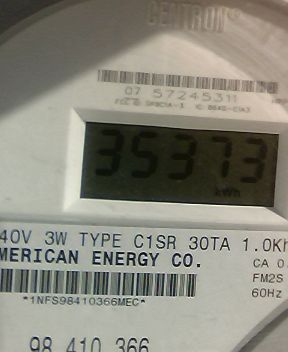 CENTRON®
07 57245311
35373
kWh
40V 3W TYPE C1SR 30TA 1.0Kh
MERICAN ENERGY CO.
CA 0.
FM2S
*1NFS98410366MEC*
60Hz
98 410 366